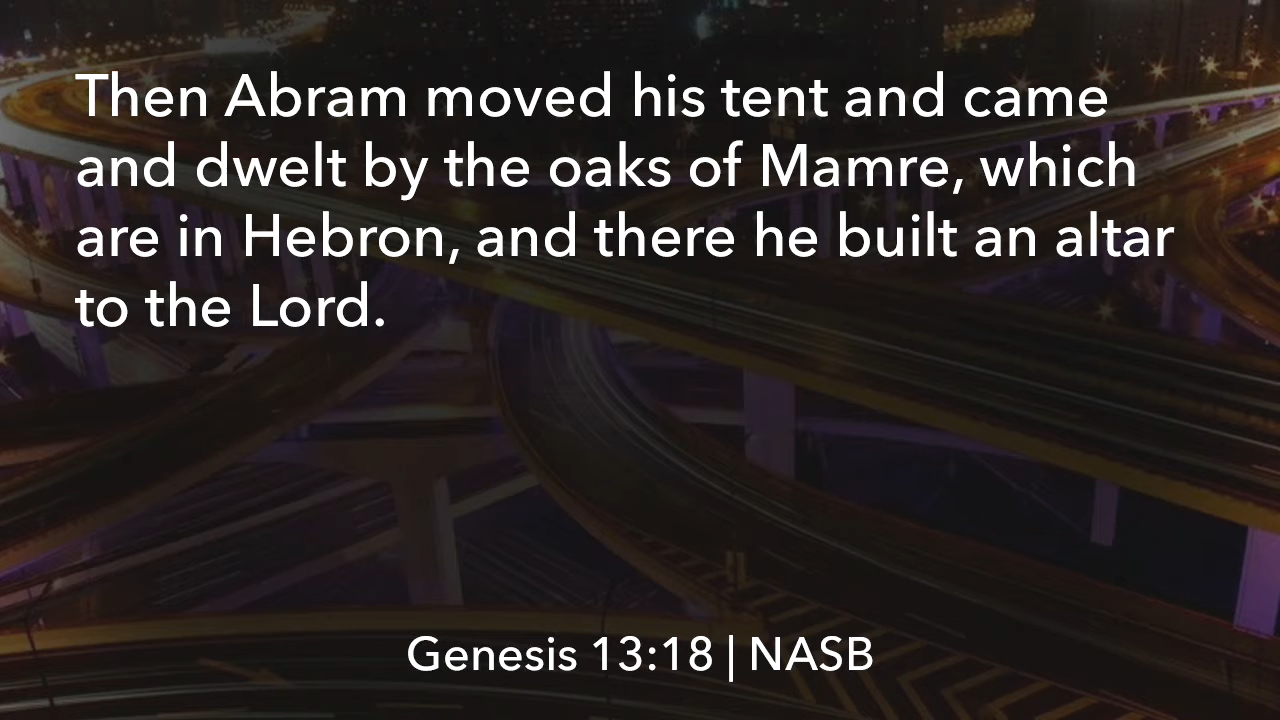 Then Abram moved his tent and came
and dwelt by the oaks of Mamre, which
are in Hebron, and there he built an altar
to the Lord.
Genesis 13:18 | NASB